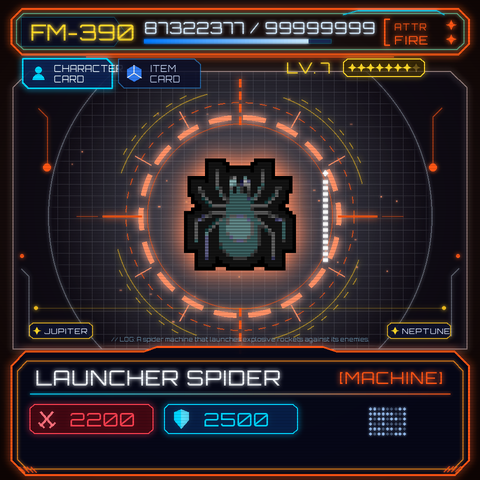 FM-390
87322377 / 99999999
ATTR
FIRE
CHARACTER
CARD
ITEM
CARD
LV.7
JUPITER
NEPTUNE
// LOG: A spider machine that launches explosive rockets against its enemies.
LAUNCHER SPIDER
[MACHINE]
2200
2500